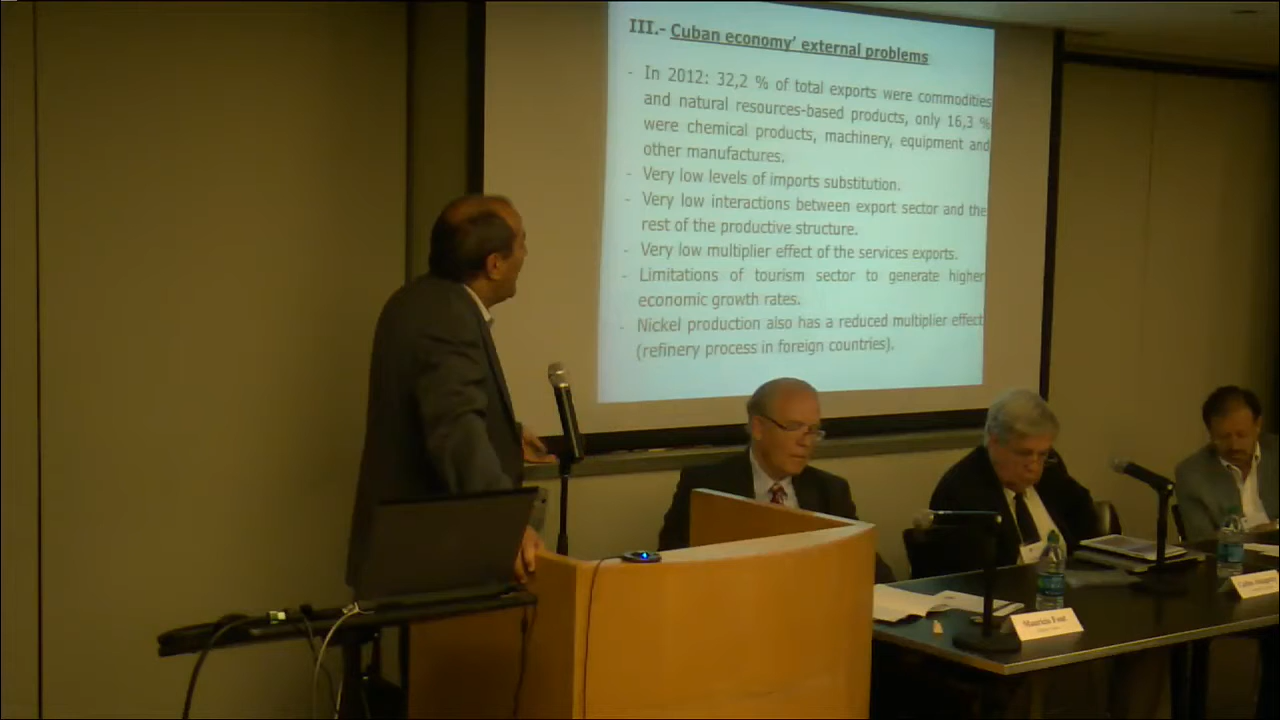 III.- Cuban economy' external problems
- In 2012: 32,2 % of total exports were commodities
and natural resources-based products, only 16,3 %
were chemical products, machinery, equipment and
other manufactures.
- Very low levels of imports substitution.
- Very low interactions between export sector and the
rest of the productive structure.
- Very low multiplier effect of the services exports.
- Limitations of tourism sector to generate higher
economic growth rates.
- Nickel production also has a reduced multiplier effect
(refinery process in foreign countries).
Mauricio Font
Carlos